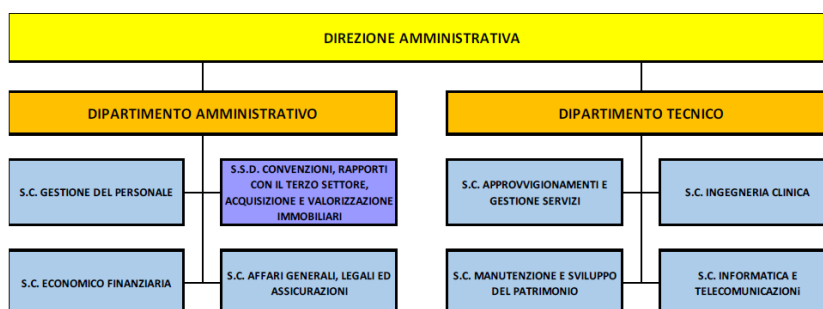 DIREZIONE AMMINISTRATIVA
DIPARTIMENTO AMMINISTRATIVO
DIPARTIMENTO TECNICO
S.C. GESTIONE DEL PERSONALE
S.S.D. CONVENZIONI, RAPPORTI
CON IL TERZO SETTORE,
ACQUISIZIONE E VALORIZZAZIONE
IMMOBILIARI
S.C. APPROVVIGIONAMENTI E
GESTIONE SERVIZI
S.C. INGEGNERIA CLINICA
S.C. ECONOMICO FINANZIARIA
S.C. AFFARI GENERALI, LEGALI ED
ASSICURAZIONI
S.C. MANUTENZIONE E SVILUPPO
DEL PATRIMONIO
S.C. INFORMATICA E
TELECOMUNICAZIONi